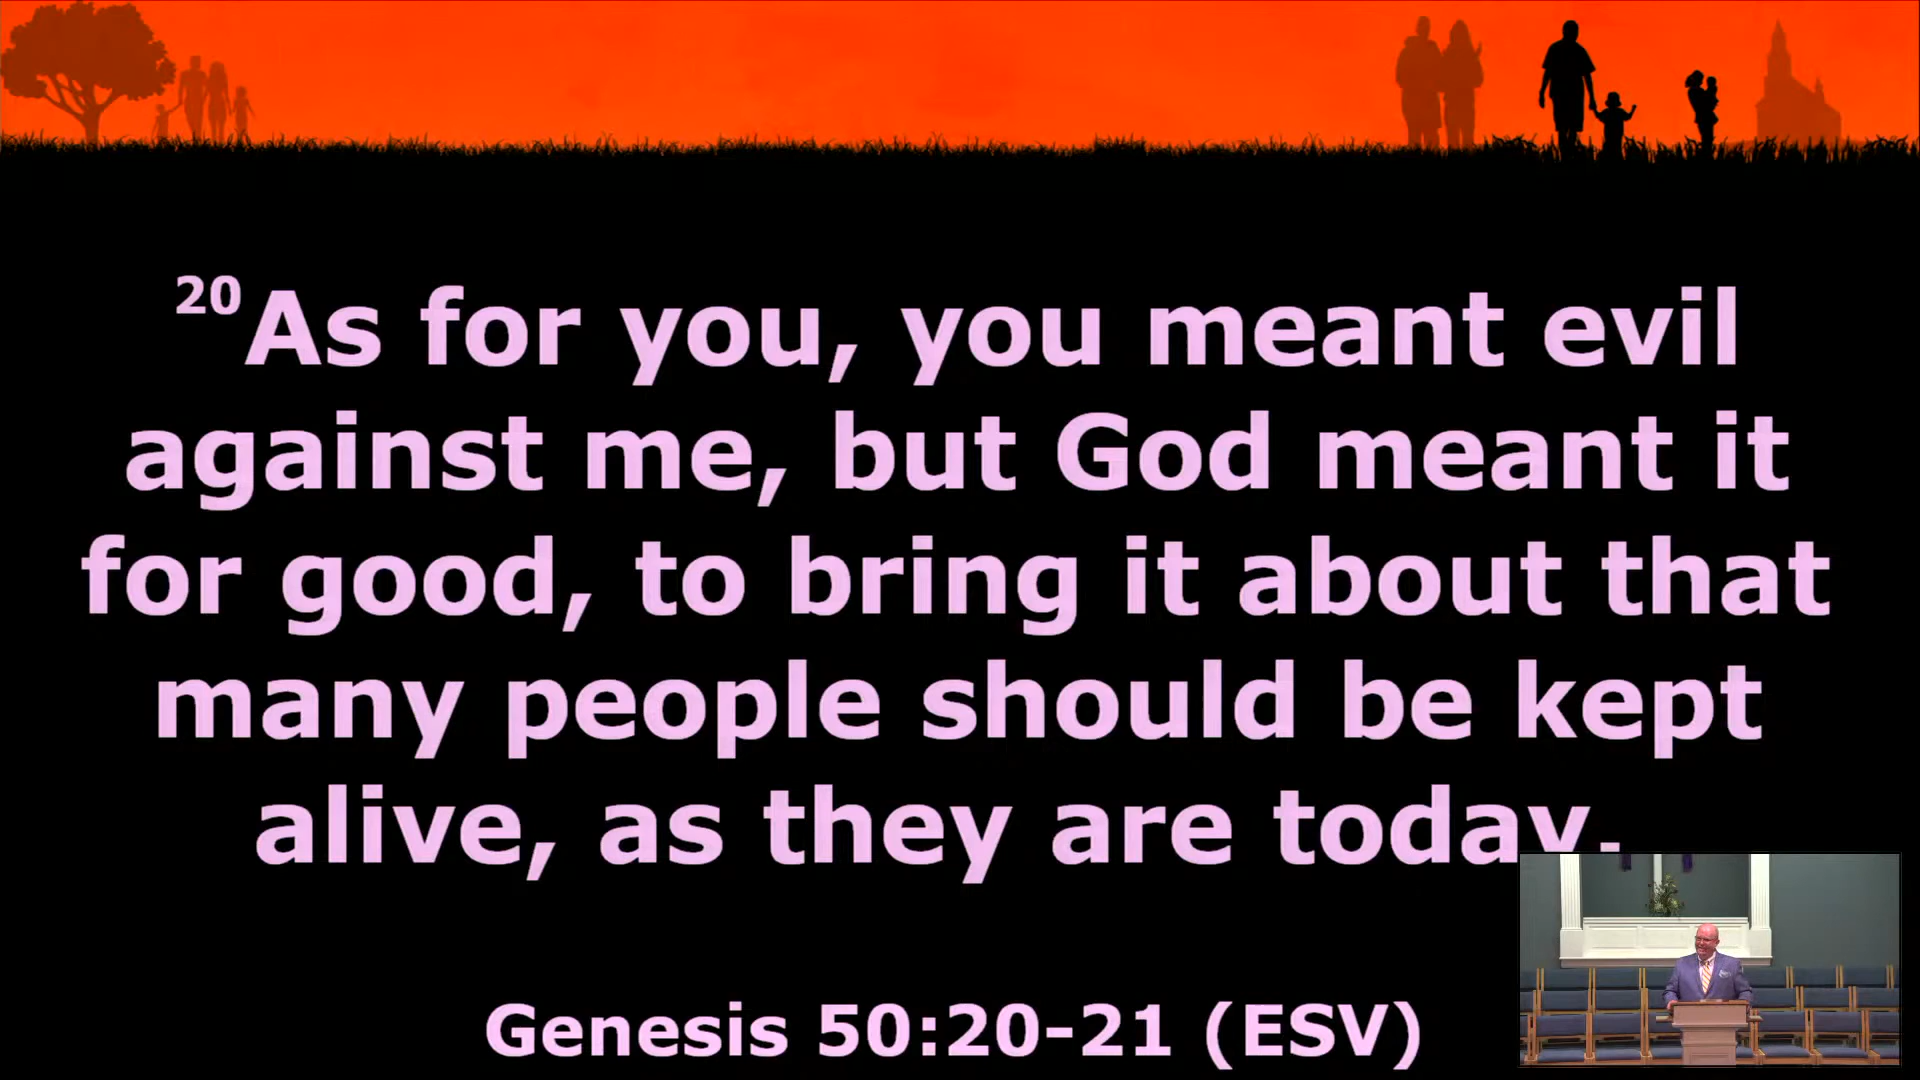 20As for you, you meant evil
against me, but God meant it
for good, to bring it about that
many people should be kept
alive, as they are today.
Genesis 50:20-21 (ESV)